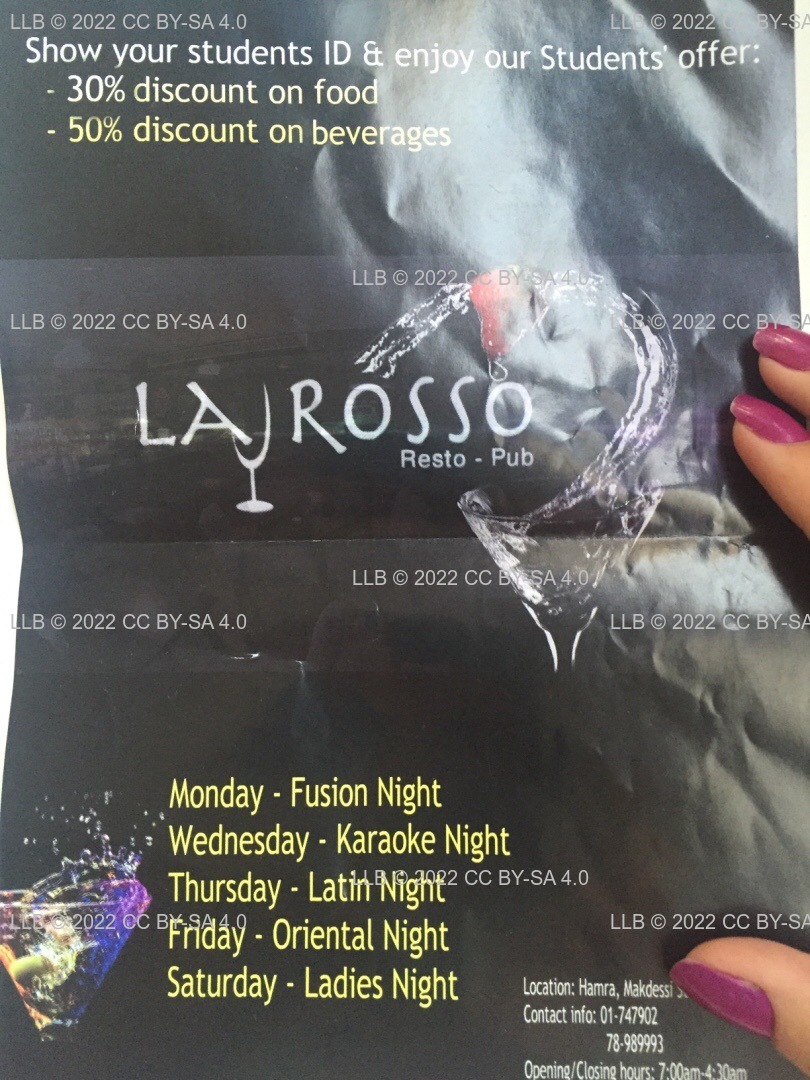 Show your students ID & enjoy our Students' offer:
- 30% discount on food
- 50% discount on beverages
LAJROSSO
Resto - Pub
Monday - Fusion Night
Wednesday - Karaoke Night
Thursday - Latin Night
Friday - Oriental Night
Saturday - Ladies Night
Location: Hamra, Makdessi
Contact info: 01-747902
78-989993
Opening/Closing hours: 7:00am-4:30am
LLB © 2022 CC BY-SA 4.0